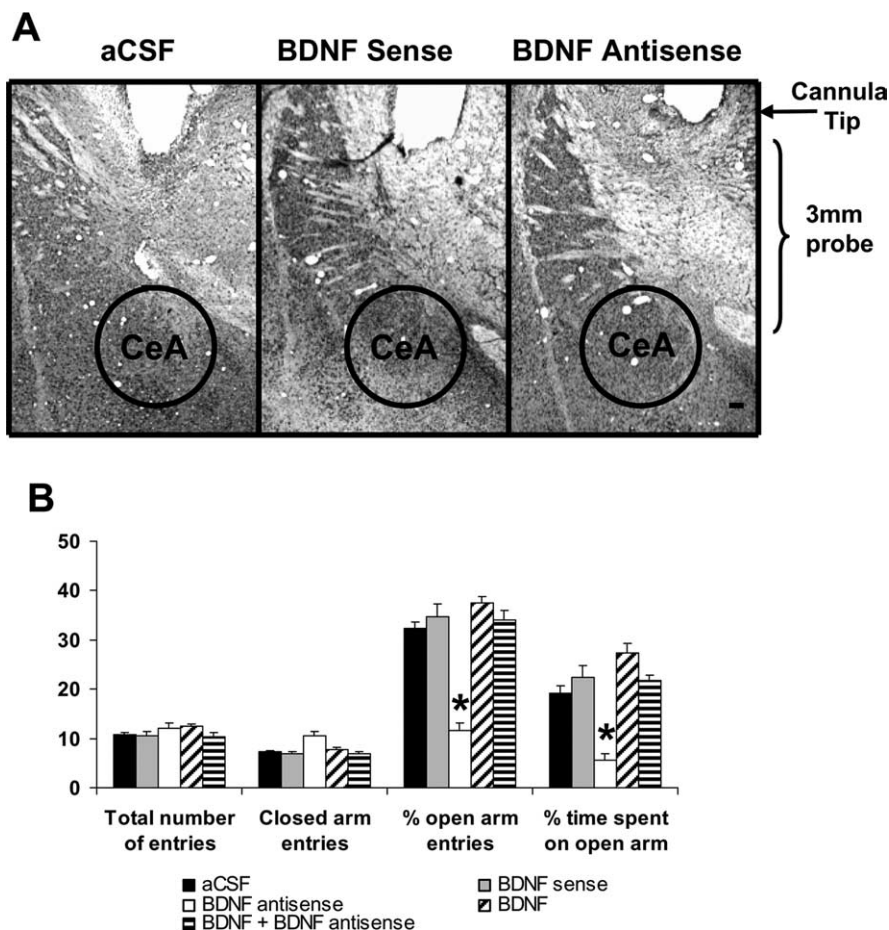 A
aCSF
BDNF Sense
BDNF Antisense
Cannula
Tip
3mm
probe
CeA
CeA
CeA
B
50
40
30
20
10
0
*
*
Total number
of entries
Closed arm
entries
% open arm
entries
% time spent
on open arm
aCSF
BDNF sense
BDNF antisense
BDNF
BDNF + BDNF antisense